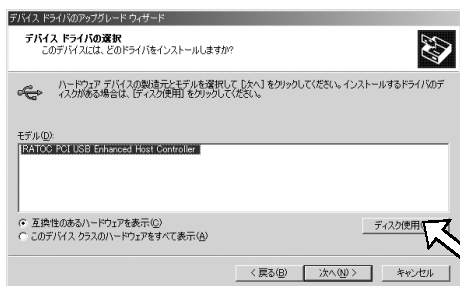 デバイス ドライバのアップグレード ウィザード
デバイス ドライバの選択
このデバイスには、どのドライバをインストールしますか?
ハードウェア デバイスの製造元とモデルを選択して [次へ] をクリックしてください。インストールするドライバのデ
ィスクがある場合は、[ディスク使用] をクリックしてください。
モデル(D):
RATOC PCI USB Enhanced Host Controller
互換性のあるハードウェアを表示(C)
このデバイス クラスのハードウェアをすべて表示(A)
ディスク使用(
< 戻る(B)
次へ(N) >
キャンセル